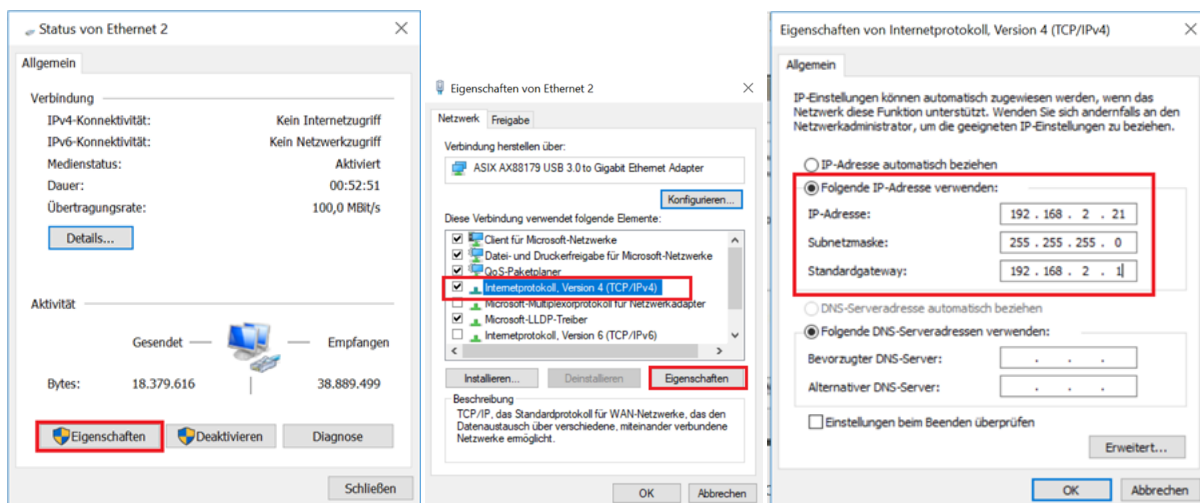 Status von Ethernet 2
Allgemein
Verbindung
IPv4-Konnektivität: Kein Internetzugriff
IPv6-Konnektivität: Kein Netzwerkzugriff
Medienstatus: Aktiviert
Dauer: 00:52:51
Übertragungsrate: 100,0 MBit/s
Details...
Aktivität
Gesendet — — Empfangen
Bytes: 18.379.616 38.889.499
Eigenschaften Deaktivieren Diagnose
Schließen
Eigenschaften von Ethernet 2
Netzwerk Freigabe
Verbindung herstellen über:
ASIX AX88179 USB 3.0 to Gigabit Ethernet Adapter
Konfigurieren...
Diese Verbindung verwendet folgende Elemente:
Client für Microsoft-Netzwerke
Datei- und Druckerfreigabe für Microsoft-Netzwerke
QoS-Paketplaner
Internetprotokoll, Version 4 (TCP/IPv4)
Microsoft-Multiplexorprotokoll für Netzwerkadapter
Microsoft-LLDP-Treiber
Internetprotokoll, Version 6 (TCP/IPv6)
Installieren... Deinstallieren Eigenschaften
Beschreibung
TCP/IP, das Standardprotokoll für WAN-Netzwerke, das den
Datenaustausch über verschiedene, miteinander verbundene
Netzwerke ermöglicht.
OK Abbrechen
Eigenschaften von Internetprotokoll, Version 4 (TCP/IPv4)
Allgemein
IP-Einstellungen können automatisch zugewiesen werden, wenn das
Netzwerk diese Funktion unterstützt. Wenden Sie sich andernfalls an den
Netzwerkadministrator, um die geeigneten IP-Einstellungen zu beziehen.
IP-Adresse automatisch beziehen
Folgende IP-Adresse verwenden:
IP-Adresse: 192 . 168 . 2 . 21
Subnetzmaske: 255 . 255 . 255 . 0
Standardgateway: 192 . 168 . 2 . 1
DNS-Serveradresse automatisch beziehen
Folgende DNS-Serveradressen verwenden:
Bevorzugter DNS-Server: . . .
Alternativer DNS-Server: . . .
Einstellungen beim Beenden überprüfen
Erweitert...
OK Abbrechen